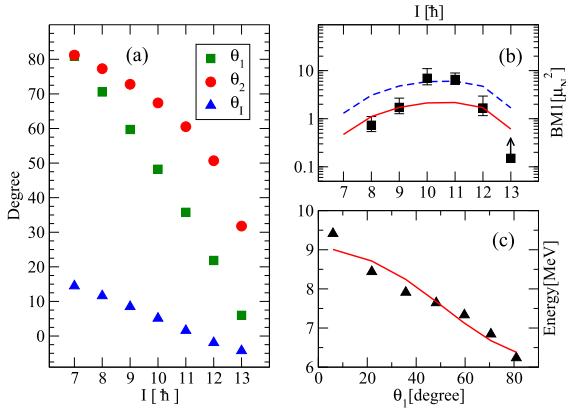 I [ħ]
(a)
θ1
θ2
θI
Degree
80
70
60
50
40
30
20
10
0
7 8 9 10 11 12 13
I [ħ]
(b)
10
1
0.1
BM1[μN2]
7 8 9 10 11 12 13
(c)
10
9
8
7
6
Energy[MeV]
0 20 40 60 80
θ1[degree]